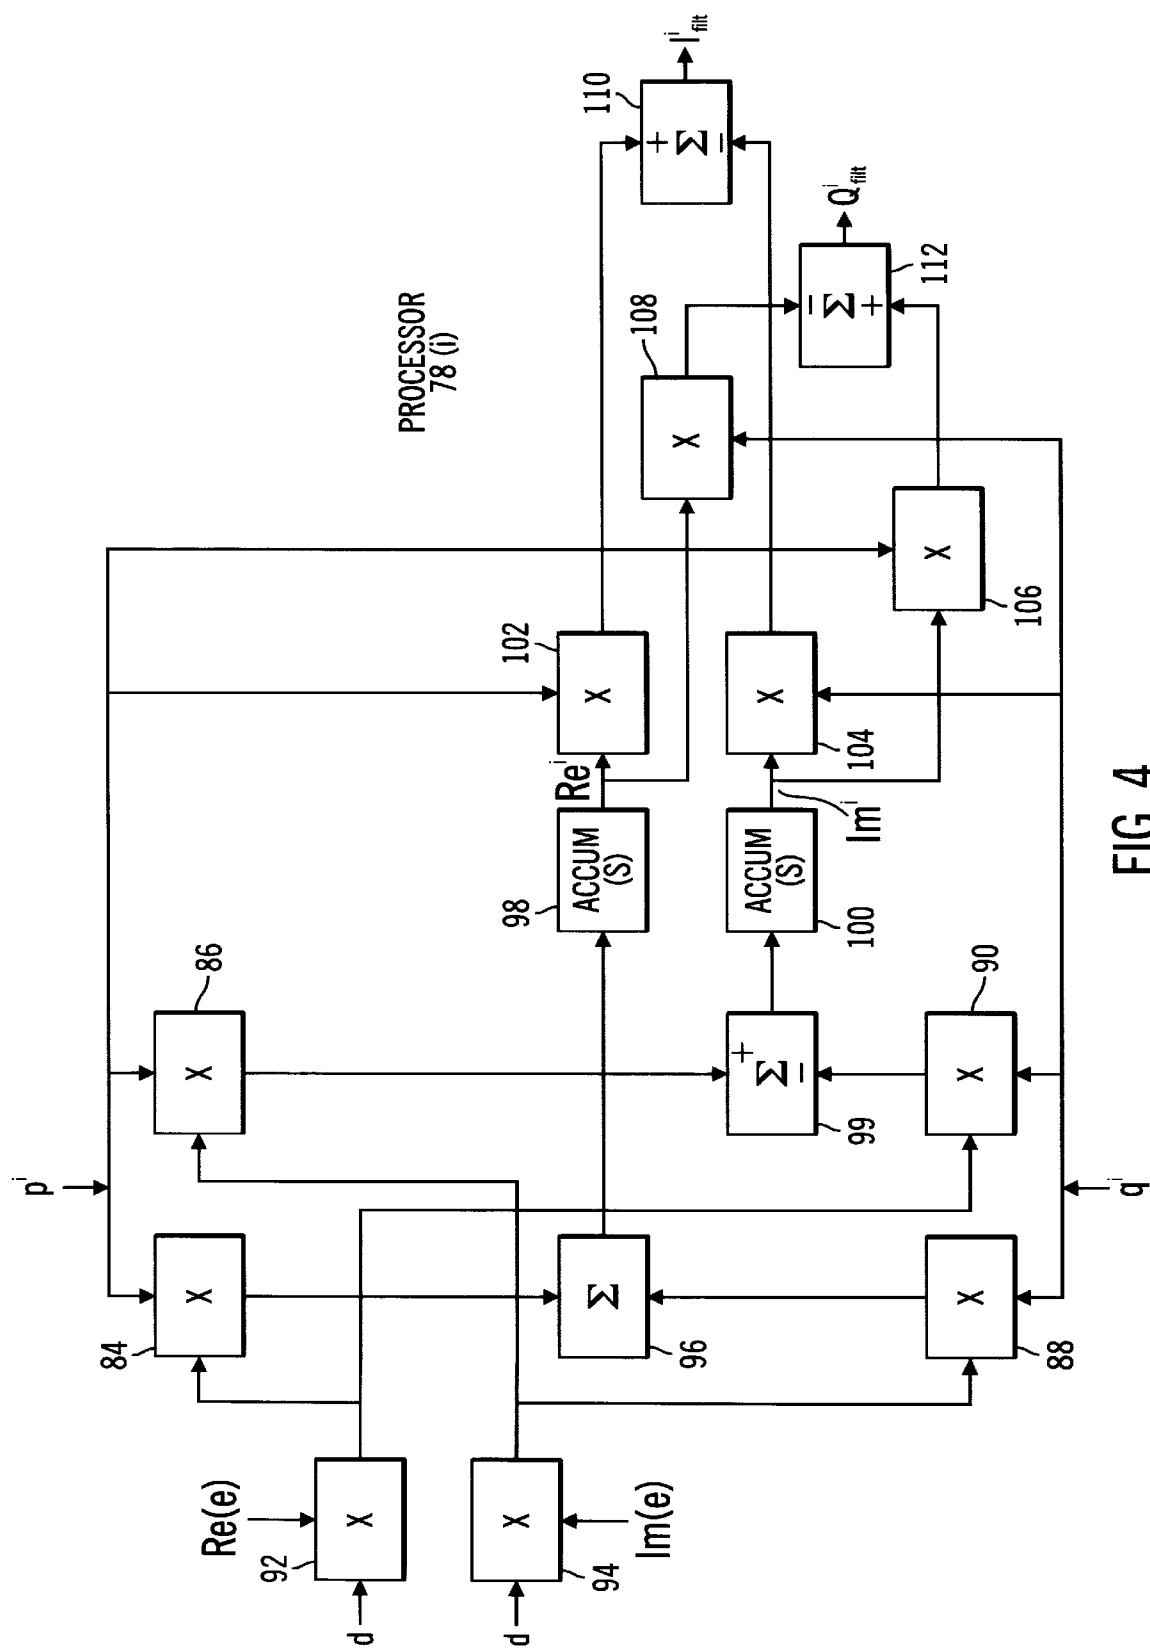 PROCESSOR
78 (i)
p^i
84
X
86
X
102
X
110
+
Σ
−
I^i_filt
Re(e)
92
X
d
96
Σ
98
ACCUM
(S)
Re^i
108
X
112
−
Σ
+
Q^i_filt
94
X
d
Im(e)
99
+
Σ
−
100
ACCUM
(S)
Im^i
104
X
106
X
88
X
90
X
q^i
FIG 4